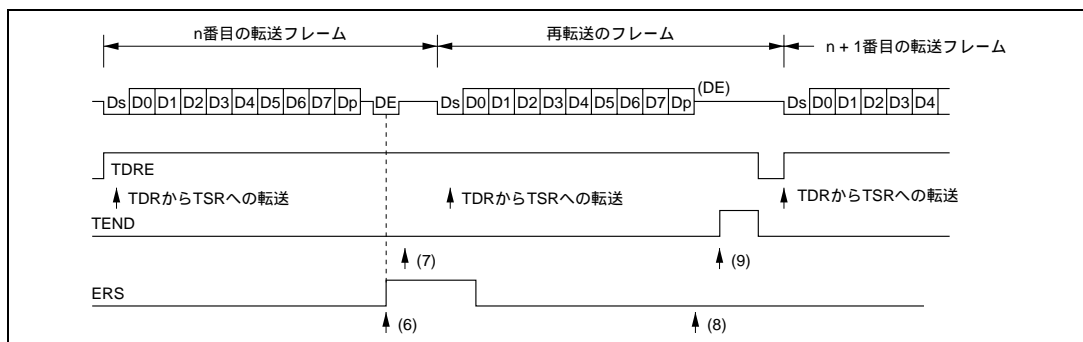 n番目の転送フレーム 再転送のフレーム n + 1番目の転送フレーム
Ds D0 D1 D2 D3 D4 D5 D6 D7 Dp DE Ds D0 D1 D2 D3 D4 D5 D6 D7 Dp (DE) Ds D0 D1 D2 D3 D4
TDRE
TDRからTSRへの転送 TDRからTSRへの転送 TDRからTSRへの転送
TEND
(7) (9)
ERS
(6) (8)